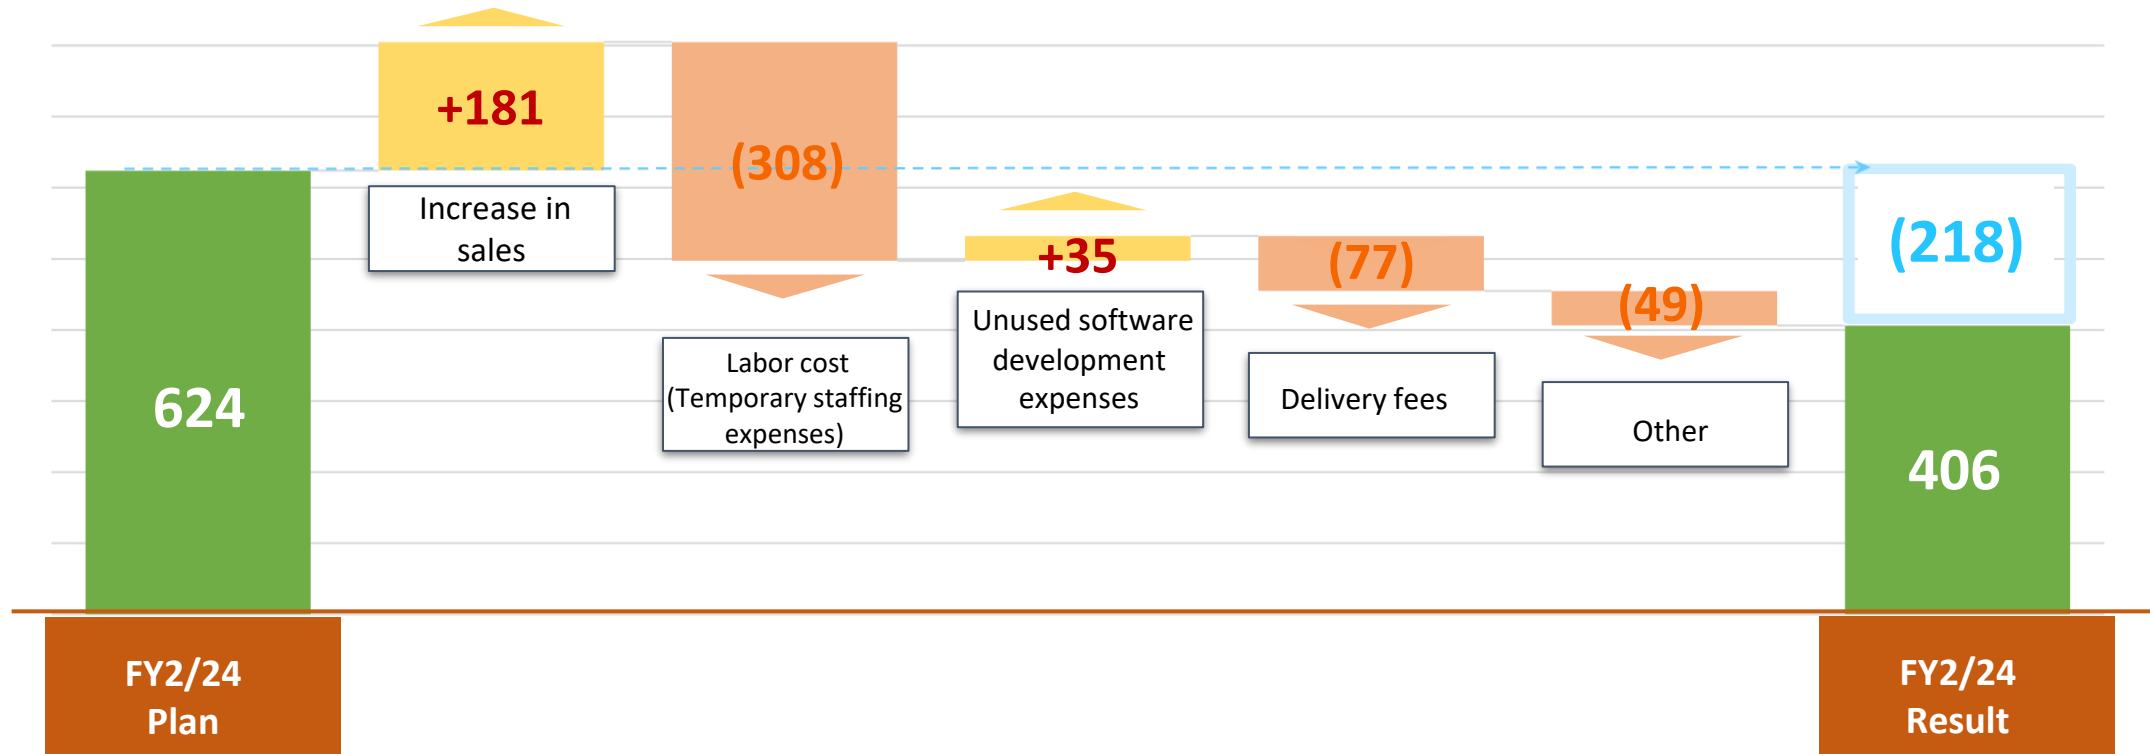 624
FY2/24
Plan
+181
Increase in
sales
(308)
Labor cost
(Temporary staffing
expenses)
+35
Unused software
development
expenses
(77)
Delivery fees
(49)
Other
(218)
406
FY2/24
Result